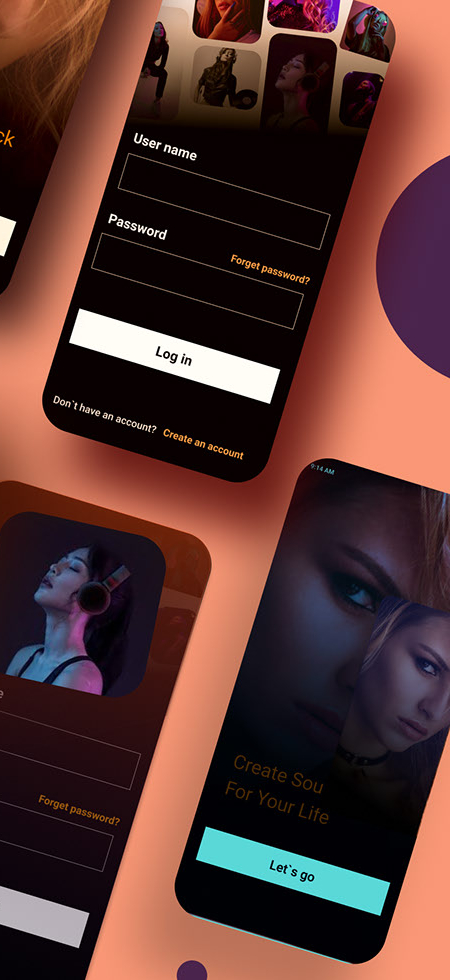 ck
User name
Password
Forget password?
Log in
Don`t have an account? Create an account
9:14 AM
e
Forget password?
Create Sou
For Your Life
Let`s go